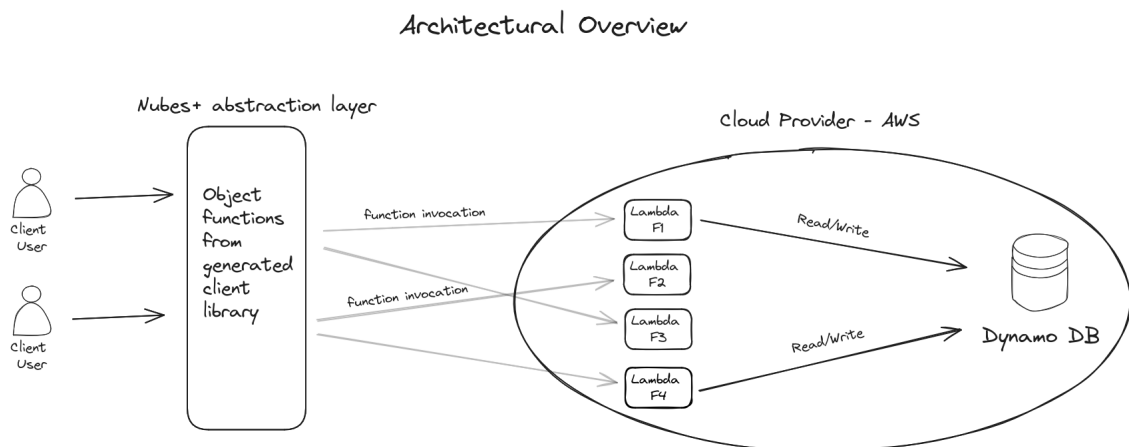 Architectural Overview
Nubes+ abstraction layer
Cloud Provider - AWS
Client
User
Client
User
Object
functions
from
generated
client
library
function invocation
function invocation
Lambda
F1
Lambda
F2
Lambda
F3
Lambda
F4
Read/Write
Read/Write
Dynamo DB